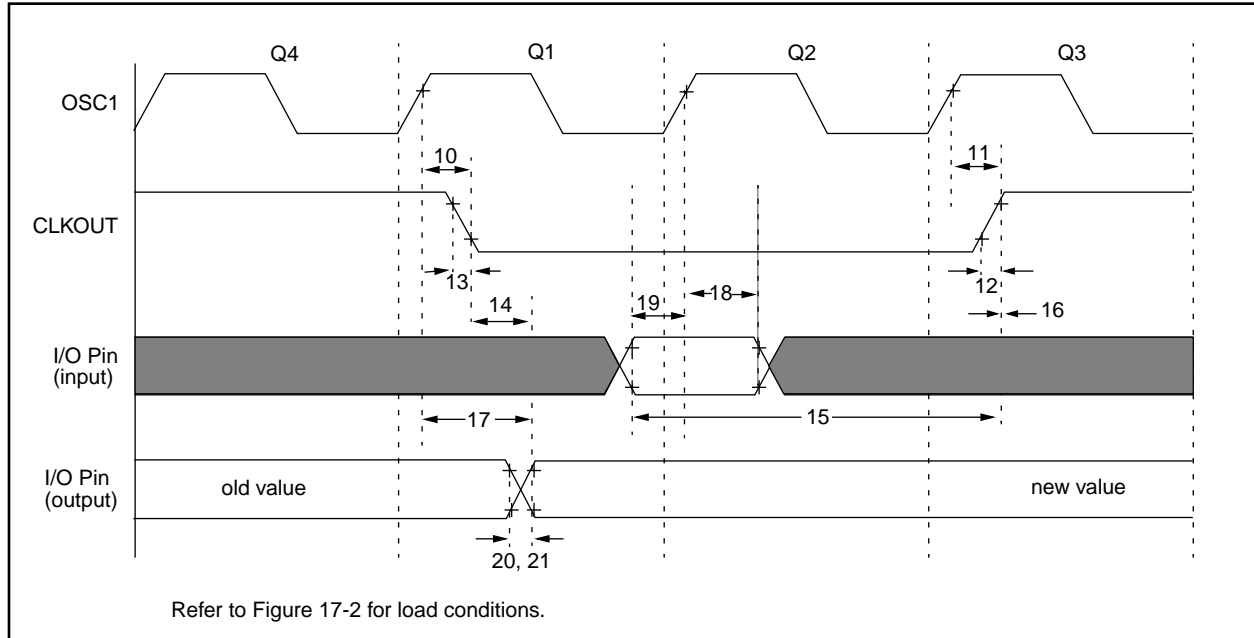 Q4 Q1 Q2 Q3
OSC1
10 11
CLKOUT
13 12
14 19 18 16
I/O Pin
(input)
17 15
I/O Pin
(output)
old value new value
20, 21
Refer to Figure 17-2 for load conditions.